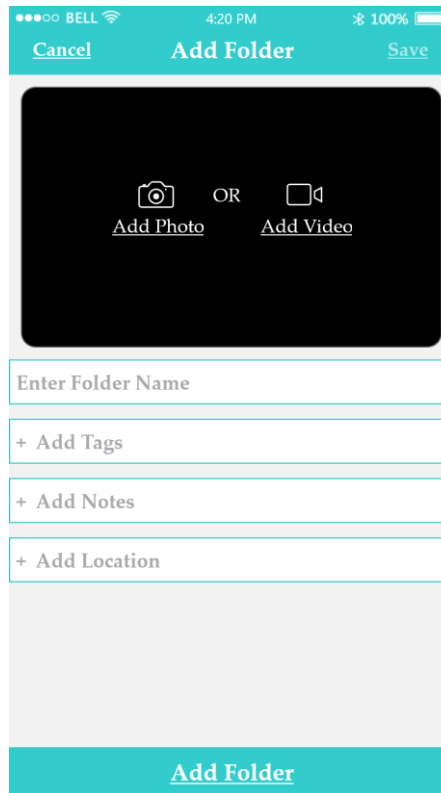 BELL 4:20 PM 100%
Cancel Add Folder Save
OR
Add Photo Add Video
Enter Folder Name
+ Add Tags
+ Add Notes
+ Add Location
Add Folder